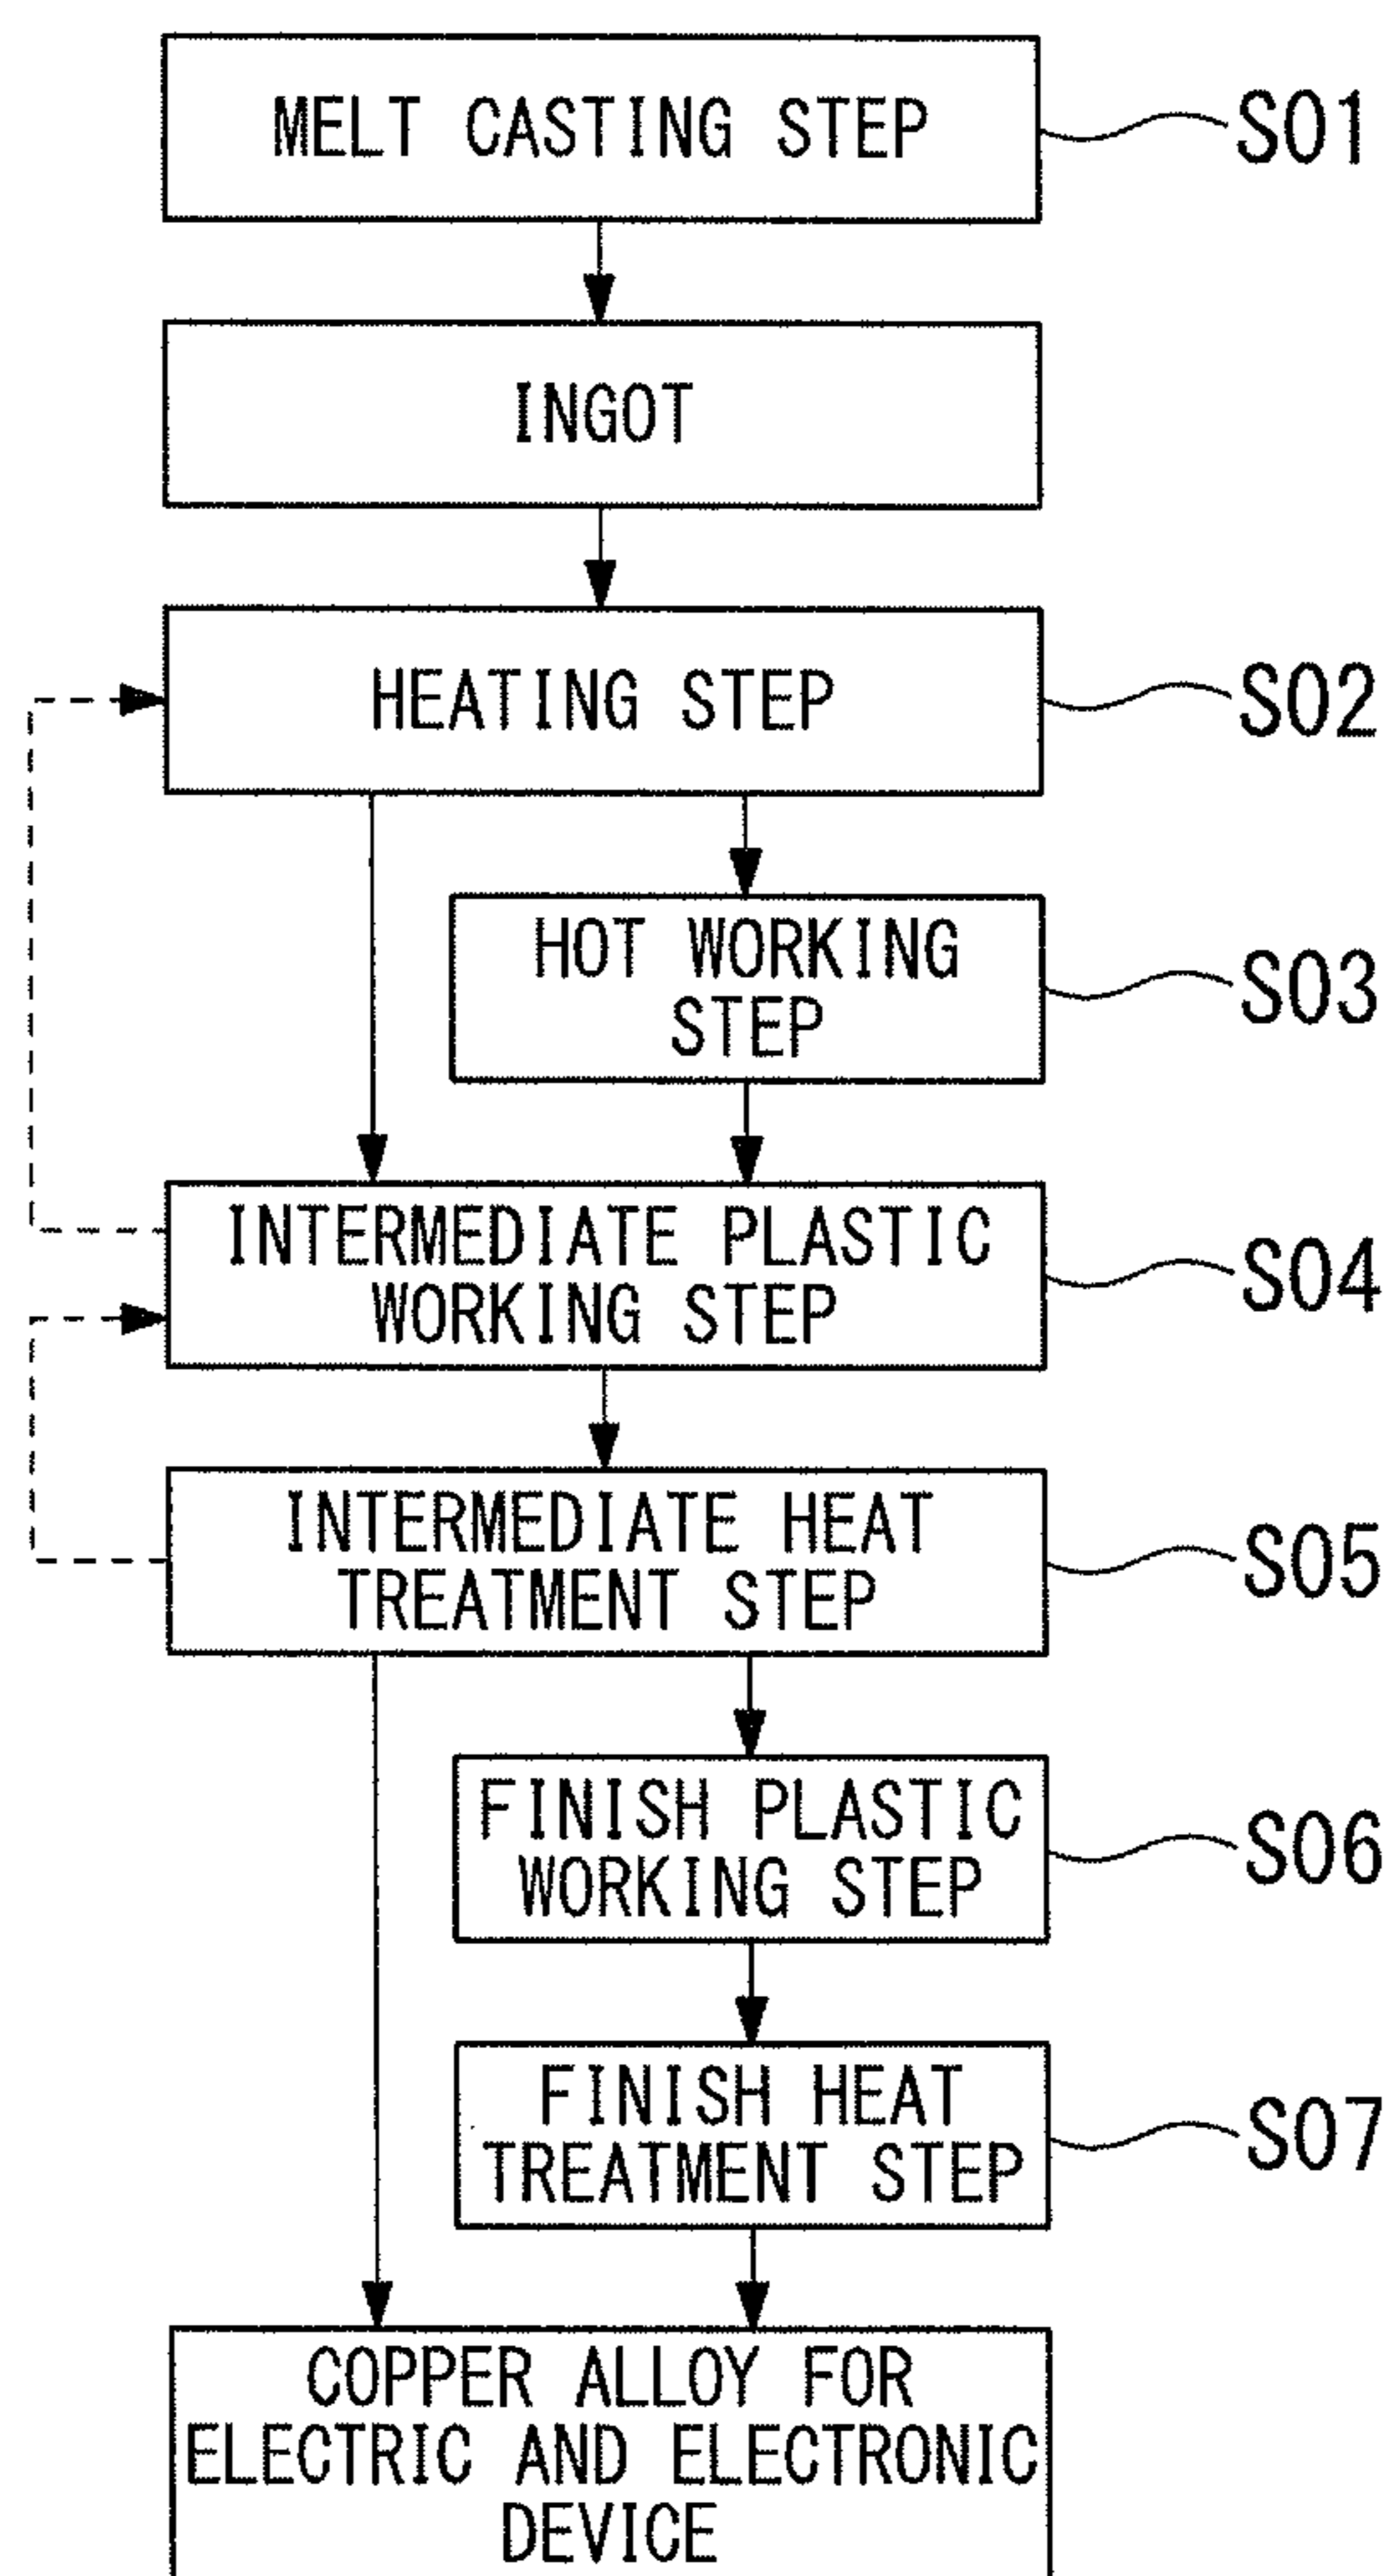 MELT CASTING STEP
S01
INGOT
HEATING STEP
S02
HOT WORKING
STEP
S03
INTERMEDIATE PLASTIC
WORKING STEP
S04
INTERMEDIATE HEAT
TREATMENT STEP
S05
FINISH PLASTIC
WORKING STEP
S06
FINISH HEAT
TREATMENT STEP
S07
COPPER ALLOY FOR
ELECTRIC AND ELECTRONIC
DEVICE